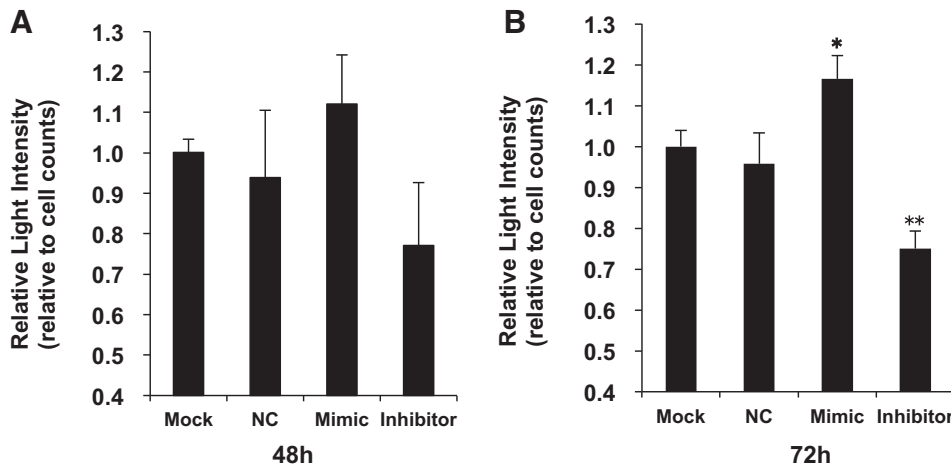 A
Relative Light Intensity
(relative to cell counts)
1.3
1.2
1.1
1.0
0.9
0.8
0.7
0.6
0.5
0.4
Mock NC Mimic Inhibitor
48h
B
Relative Light Intensity
(relative to cell counts)
1.3
1.2
1.1
1.0
0.9
0.8
0.7
0.6
0.5
0.4
*
**
Mock NC Mimic Inhibitor
72h